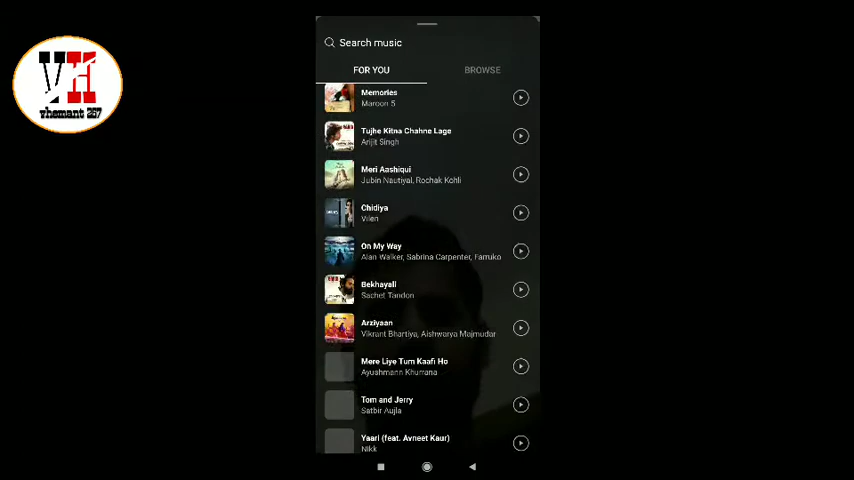 VH
vhemant 257
Search music
FOR YOU
BROWSE
Memories
Maroon 5
Tujhe Kitna Chahne Lage
Arijit Singh
Meri Aashiqui
Jubin Nautiyal, Rochak Kohli
Chidiya
Vilen
On My Way
Alan Walker, Sabrina Carpenter, Farruko
Bekhayali
Sachet Tandon
Arziyaan
Vikrant Bhartiya, Aishwarya Majmudar
Mere Liye Tum Kaafi Ho
Ayushmann Khurrana
Tom and Jerry
Satbir Aujla
Yaari (feat. Avneet Kaur)
Nikk